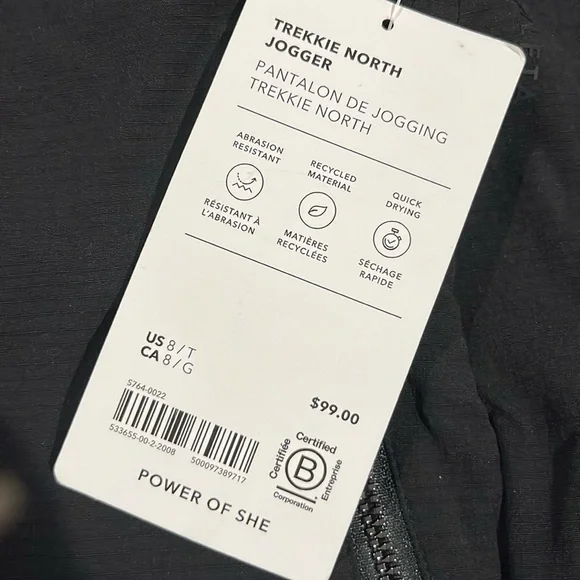 TREKKIE NORTH
JOGGER
PANTALON DE JOGGING
TREKKIE NORTH
ABRASION
RESISTANT
RÉSISTANT À
L'ABRASION
RECYCLED
MATERIAL
MATIÈRES
RECYCLÉES
QUICK
DRYING
SÉCHAGE
RAPIDE
US 8/T
CA 8/G
5764-0022
533655-00-2-2008 500097389717
$99.00
Certified
Certifiée
B
Entreprise
Corporation
POWER OF SHE